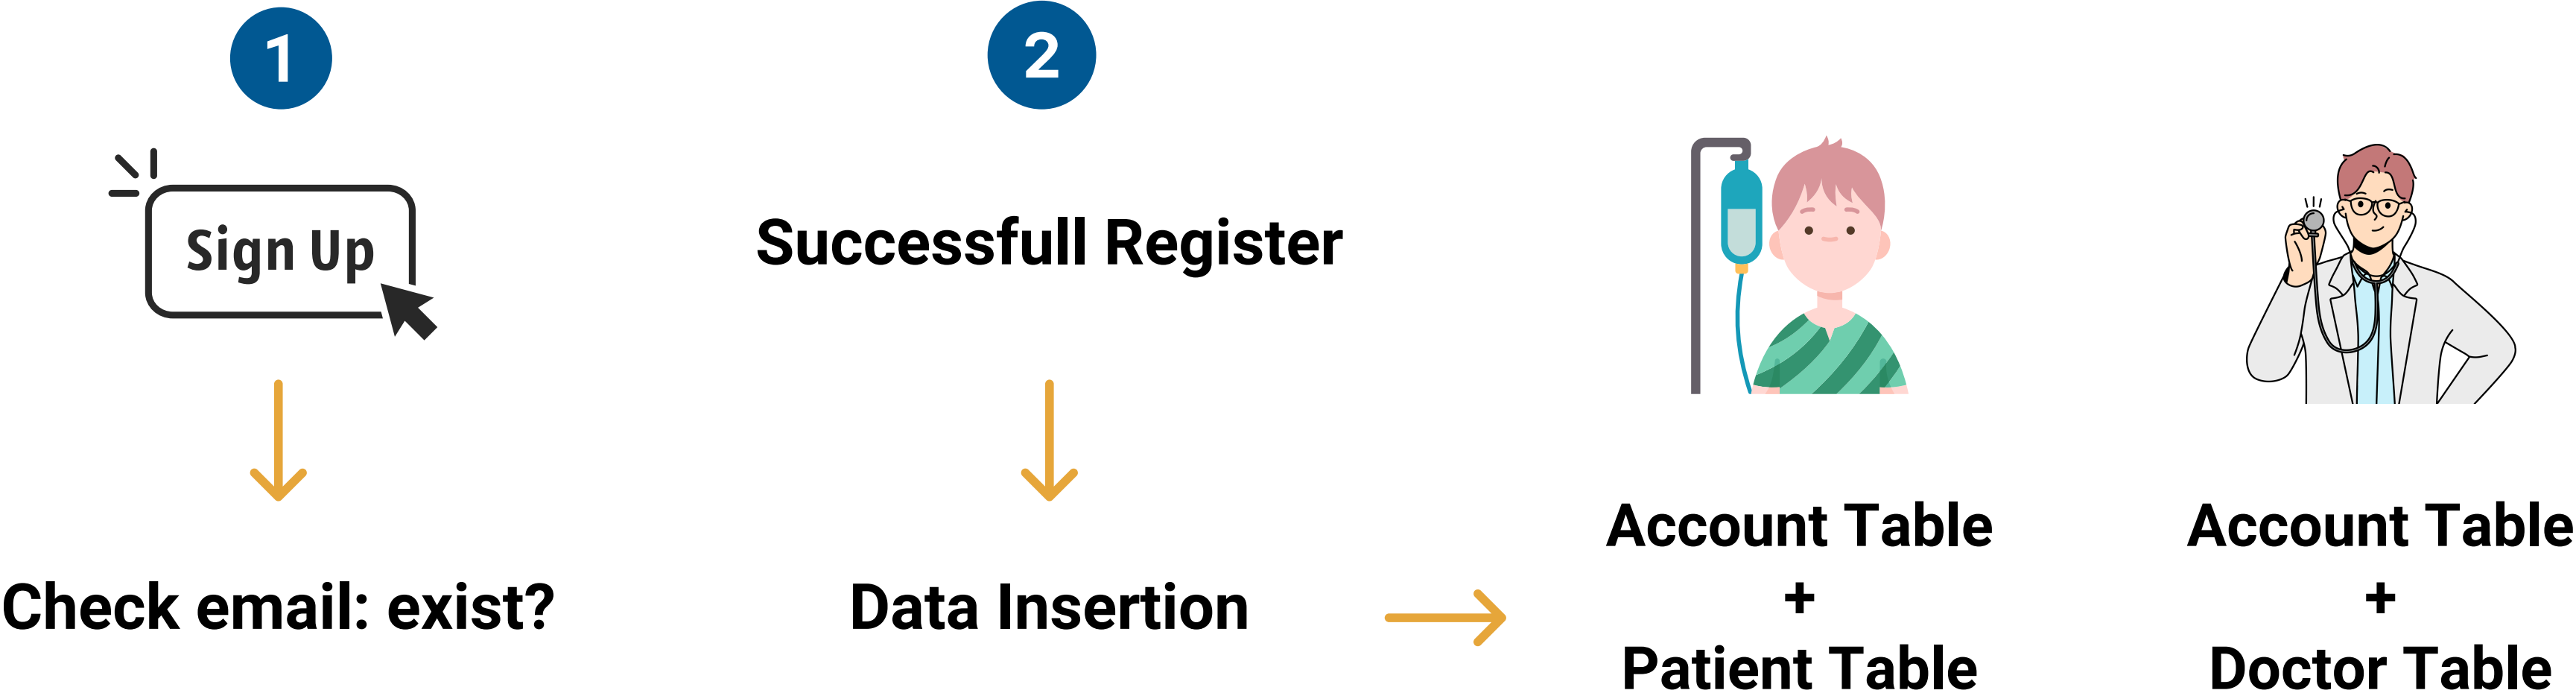 1
Sign Up
Check email: exist?
2
Successfull Register
Data Insertion
Account Table
+
Patient Table
Account Table
+
Doctor Table